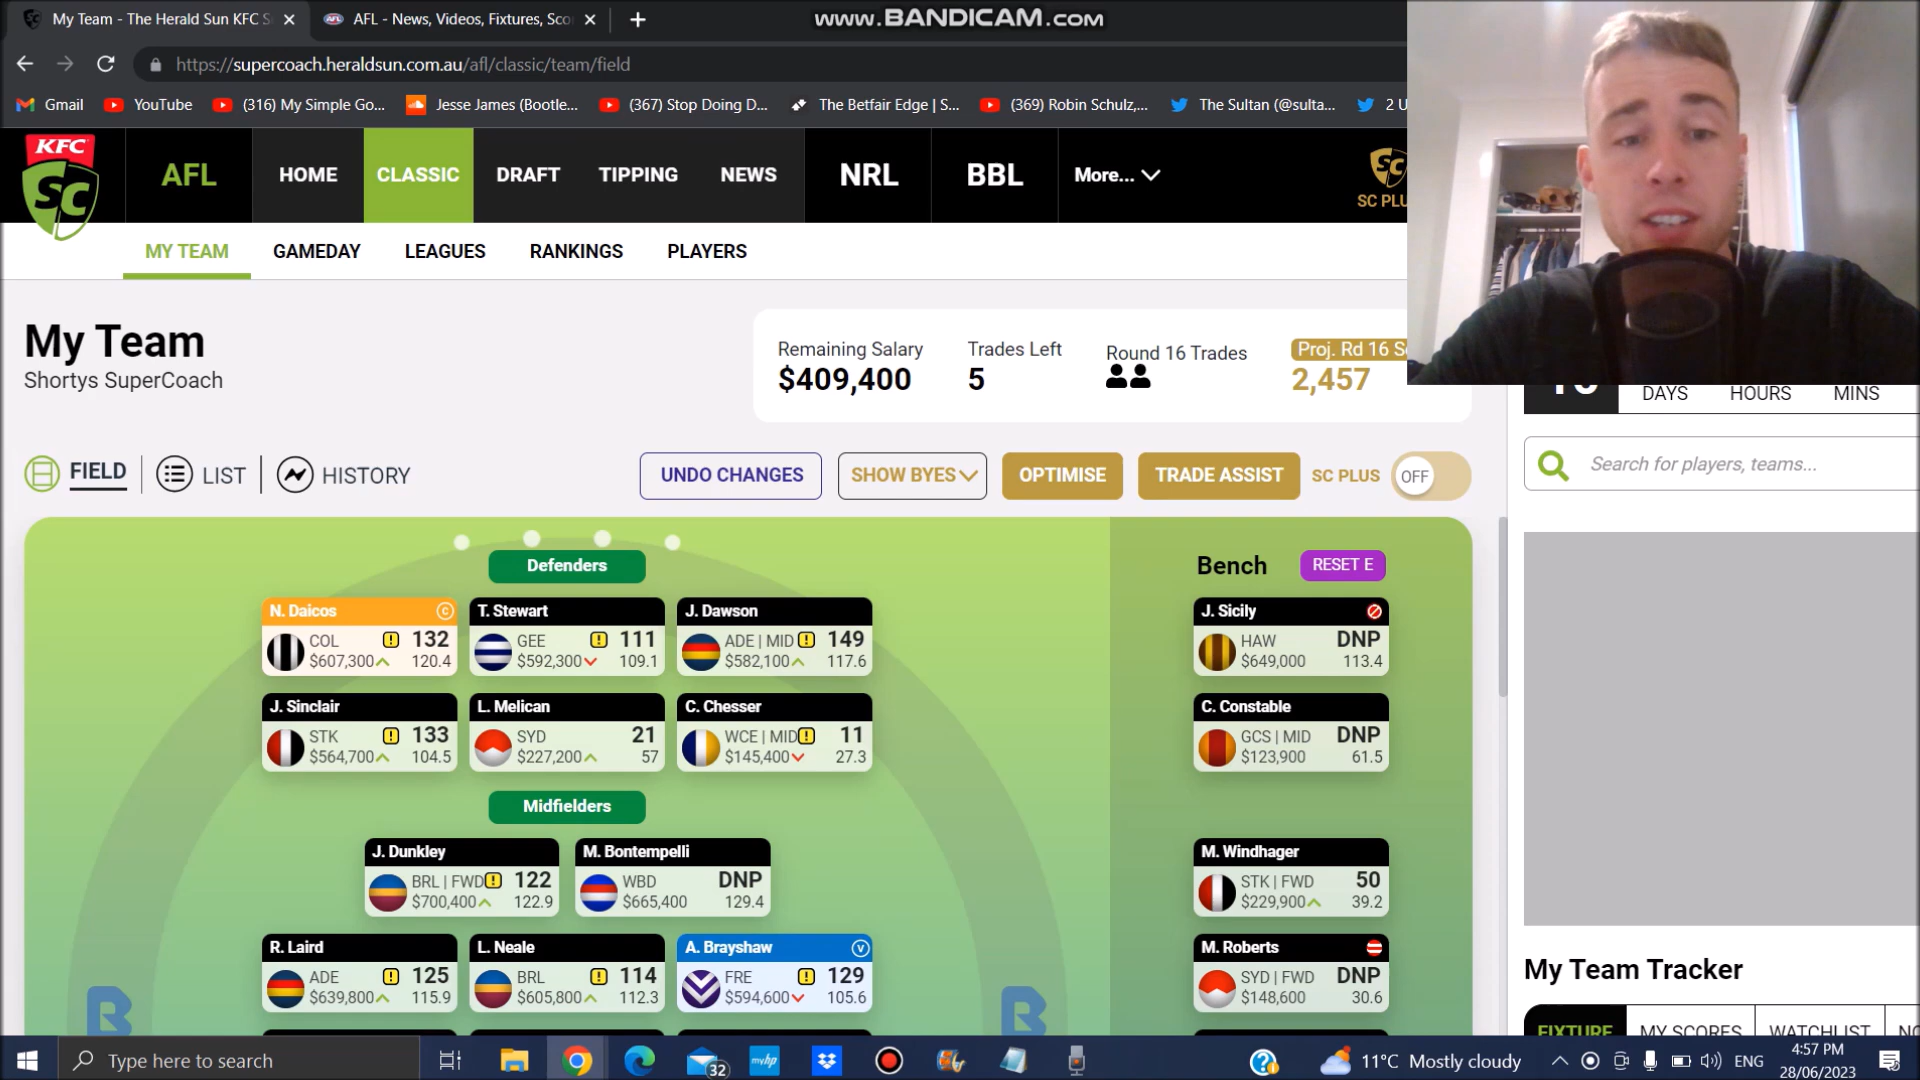 My Team - The Herald Sun KFC S
AFL - News, Videos, Fixtures, Sco
www.BANDICAM.com
https://supercoach.heraldsun.com.au/afl/classic/team/field
Gmail
YouTube
(316) My Simple Go...
Jesse James (Bootle...
(367) Stop Doing D...
The Betfair Edge | S...
(369) Robin Schulz,...
The Sultan (@sulta...
2 U
KFC
SC
AFL
HOME
CLASSIC
DRAFT
TIPPING
NEWS
NRL
BBL
More...
SC
SC PLU
MY TEAM
GAMEDAY
LEAGUES
RANKINGS
PLAYERS
My Team
Shortys SuperCoach
Remaining Salary
$409,400
Trades Left
5
Round 16 Trades
Proj. Rd 16 S
2,457
DAYS
HOURS
MINS
FIELD
LIST
HISTORY
UNDO CHANGES
SHOW BYES
OPTIMISE
TRADE ASSIST
SC PLUS
OFF
Search for players, teams...
Defenders
Bench
RESET E
N. Daicos C
COL ! 132
$607,300 120.4
T. Stewart
GEE ! 111
$592,300 109.1
J. Dawson
ADE | MID ! 149
$582,100 117.6
J. Sicily
HAW DNP
$649,000 113.4
J. Sinclair
STK ! 133
$564,700 104.5
L. Melican
SYD 21
$227,200 57
C. Chesser
WCE | MID ! 11
$145,400 27.3
C. Constable
GCS | MID DNP
$123,900 61.5
Midfielders
J. Dunkley
BRL | FWD ! 122
$700,400 122.9
M. Bontempelli
WBD DNP
$665,400 129.4
M. Windhager
STK | FWD 50
$229,900 39.2
R. Laird
ADE ! 125
$639,800 115.9
L. Neale
BRL ! 114
$605,800 112.3
A. Brayshaw V
FRE ! 129
$594,600 105.6
M. Roberts
SYD | FWD DNP
$148,600 30.6
My Team Tracker
FIXTURE
MY SCORES
WATCHLIST
Type here to search
32
myhp
11°C Mostly cloudy
ENG
4:57 PM
28/06/2023